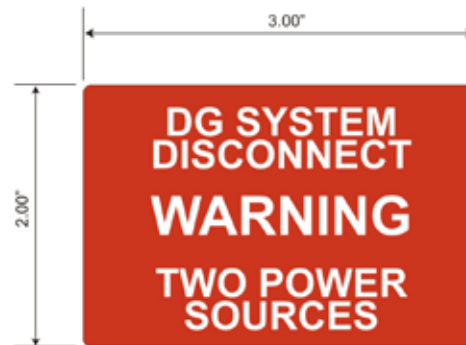 3.00"
2.00"
DG SYSTEM
DISCONNECT
WARNING
TWO POWER
SOURCES